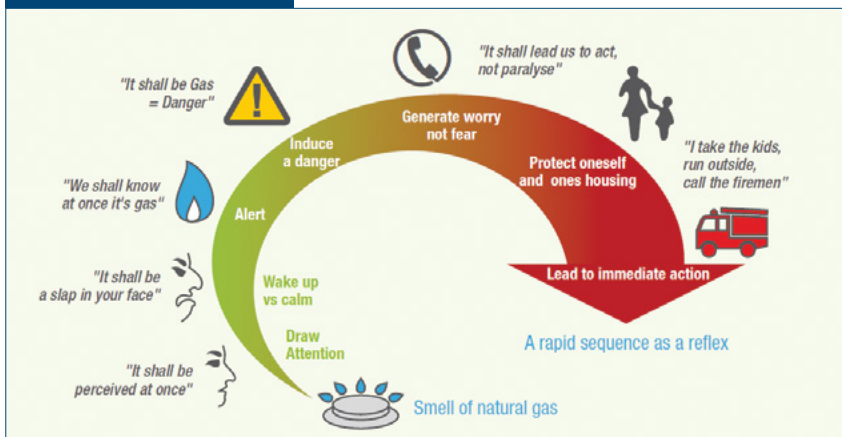 "It shall be
perceived at once"
Draw
Attention
Smell of natural gas
"It shall be
a slap in your face"
Wake up
vs calm
"We shall know
at once it's gas"
Alert
"It shall be Gas
= Danger"
Induce
a danger
"It shall lead us to act,
not paralyse"
Generate worry
not fear
"I take the kids,
run outside,
call the firemen"
Protect oneself
and ones housing
Lead to immediate action
A rapid sequence as a reflex